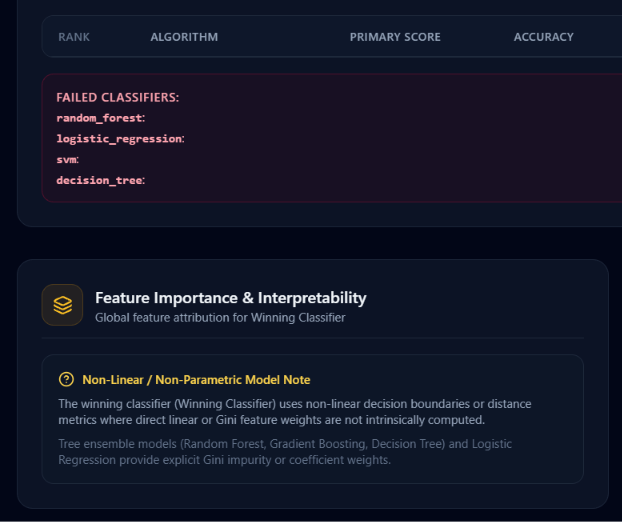 RANK ALGORITHM PRIMARY SCORE ACCURACY
FAILED CLASSIFIERS:
random_forest:
logistic_regression:
svm:
decision_tree:
Feature Importance & Interpretability
Global feature attribution for Winning Classifier
Non-Linear / Non-Parametric Model Note
The winning classifier (Winning Classifier) uses non-linear decision boundaries or distance
metrics where direct linear or Gini feature weights are not intrinsically computed.
Tree ensemble models (Random Forest, Gradient Boosting, Decision Tree) and Logistic
Regression provide explicit Gini impurity or coefficient weights.